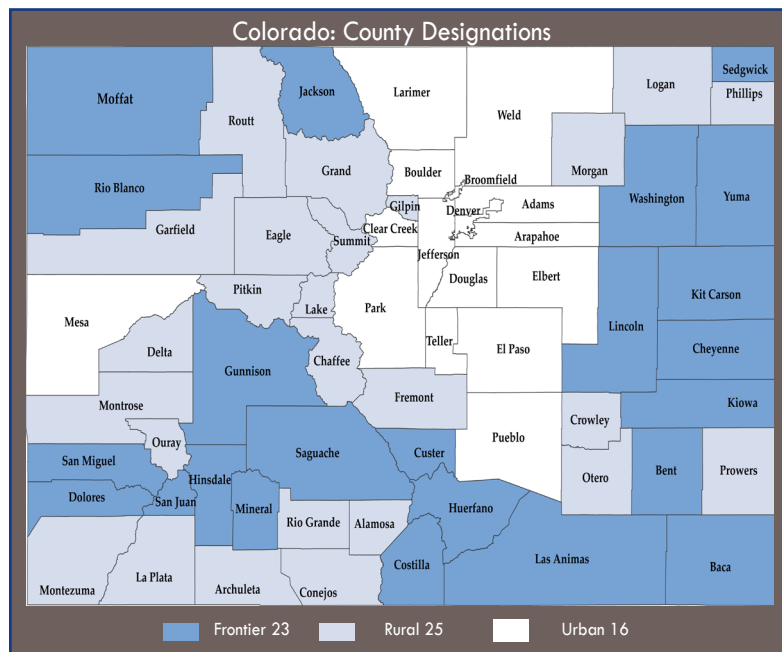 Colorado: County Designations
Sedgwick
Logan
Phillips
Moffat
Jackson
Larimer
Weld
Routt
Morgan
Grand
Boulder
Washington
Yuma
Rio Blanco
Broomfield
Gilpin
Adams
Denver
Garfield
Eagle
Summit
Clear Creek
Arapahoe
Jefferson
Douglas
Elbert
Pitkin
Lake
Park
Kit Carson
Mesa
Lincoln
Teller
El Paso
Cheyenne
Delta
Chaffee
Gunnison
Fremont
Kiowa
Montrose
Crowley
Ouray
Pueblo
Saguache
Custer
San Miguel
Hinsdale
Otero
Bent
Prowers
Dolores
San Juan
Mineral
Huerfano
Rio Grande
Alamosa
Las Animas
Costilla
Baca
La Plata
Montezuma
Archuleta
Conejos
Frontier 23
Rural 25
Urban 16